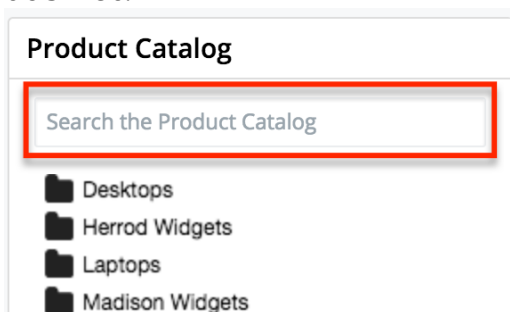 Product Catalog
Search the Product Catalog
Desktops
Herrod Widgets
Laptops
Madison Widgets